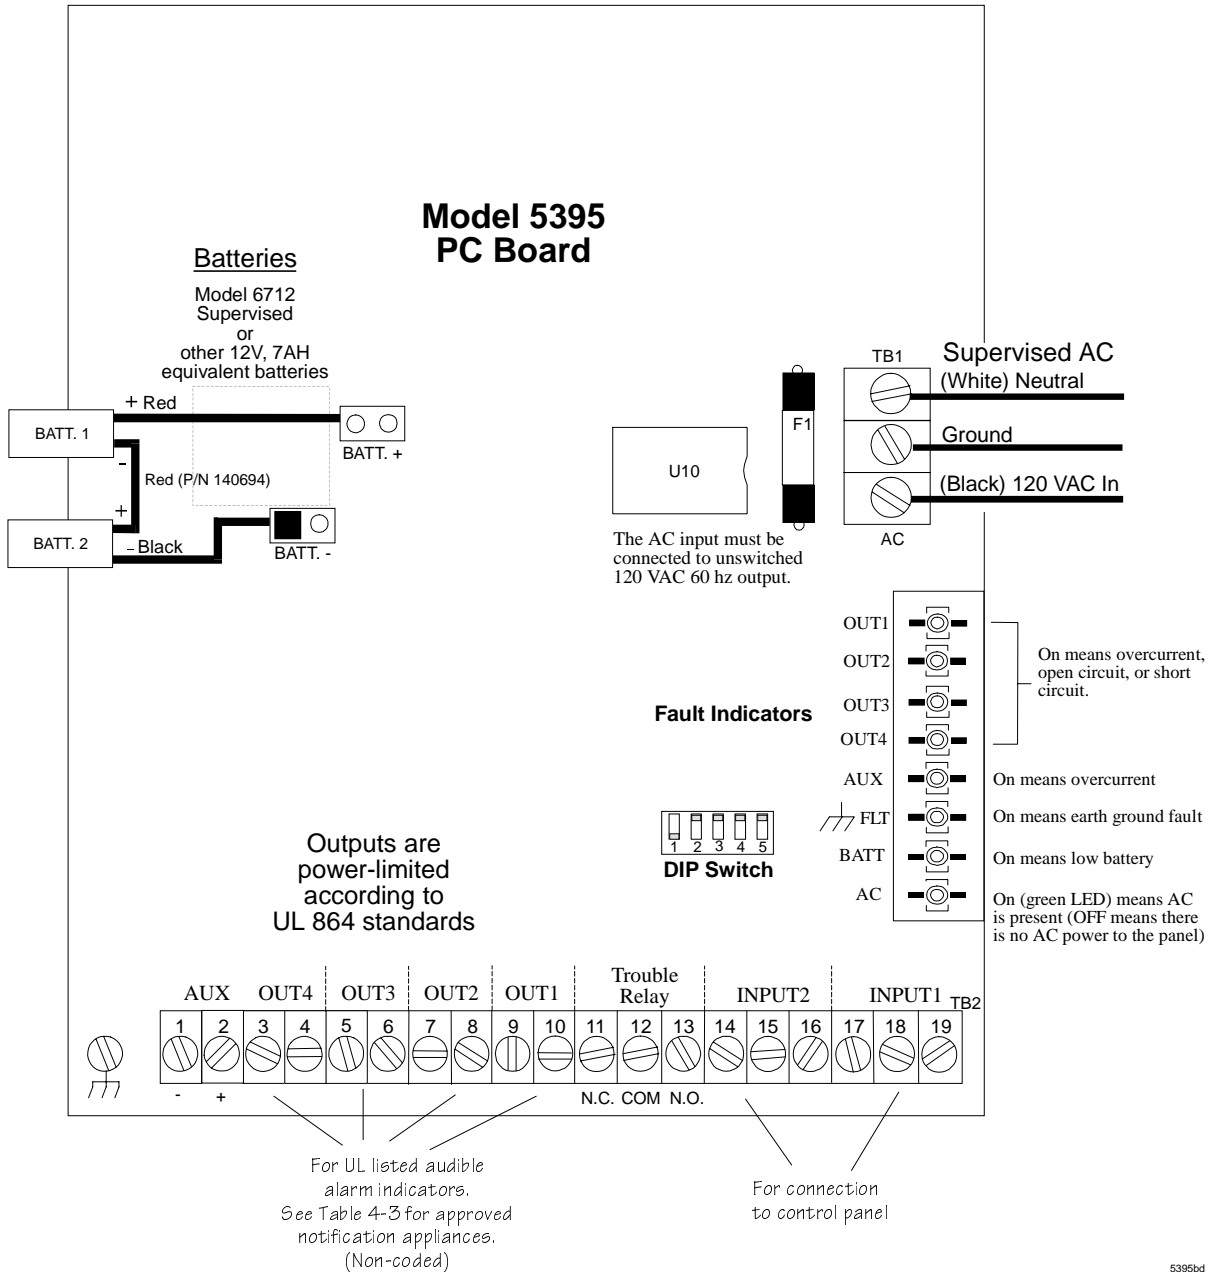 Model 5395
PC Board
Batteries
Model 6712
Supervised
or
other 12V, 7AH
equivalent batteries
+ Red
BATT. 1
BATT. +
-
Red (P/N 140694)
+
BATT. 2
- Black
BATT. -
TB1
Supervised AC
(White) Neutral
F1
Ground
U10
(Black) 120 VAC In
AC
The AC input must be
connected to unswitched
120 VAC 60 hz output.
OUT1
OUT2
OUT3
OUT4
AUX
FLT
BATT
AC
On means overcurrent,
open circuit, or short
circuit.
On means overcurrent
On means earth ground fault
On means low battery
On (green LED) means AC
is present (OFF means there
is no AC power to the panel)
Fault Indicators
1 2 3 4 5
DIP Switch
Outputs are
power-limited
according to
UL 864 standards
AUX OUT4 OUT3 OUT2 OUT1 Trouble
Relay INPUT2 INPUT1 TB2
1 2 3 4 5 6 7 8 9 10 11 12 13 14 15 16 17 18 19
- + N.C. COM N.O.
For UL listed audible
alarm indicators.
See Table 4-3 for approved
notification appliances.
(Non-coded)
For connection
to control panel
5395bd